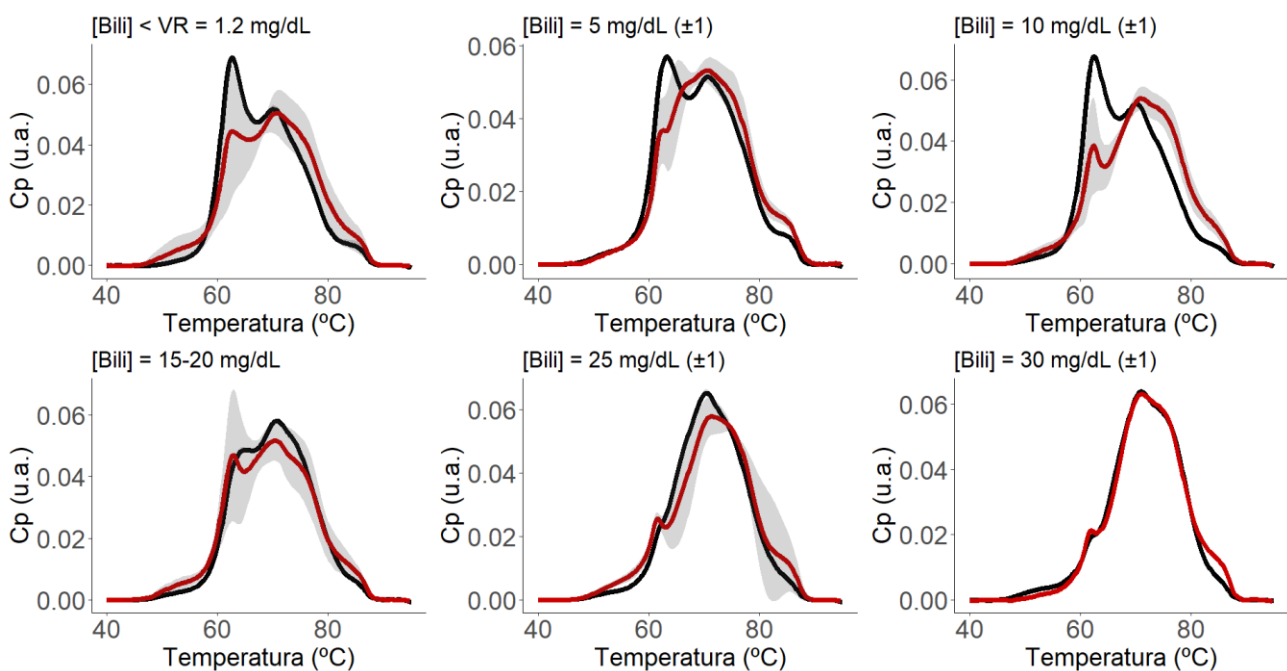 [Bili] < VR = 1.2 mg/dL
[Bili] = 5 mg/dL (±1)
[Bili] = 10 mg/dL (±1)
Cp (u.a.)
0.06
0.04
0.02
0.00
40 60 80
Temperatura (ºC)
Cp (u.a.)
0.06
0.04
0.02
0.00
40 60 80
Temperatura (ºC)
Cp (u.a.)
0.06
0.04
0.02
0.00
40 60 80
Temperatura (ºC)
[Bili] = 15-20 mg/dL
[Bili] = 25 mg/dL (±1)
[Bili] = 30 mg/dL (±1)
Cp (u.a.)
0.06
0.04
0.02
0.00
40 60 80
Temperatura (ºC)
Cp (u.a.)
0.06
0.04
0.02
0.00
40 60 80
Temperatura (ºC)
Cp (u.a.)
0.06
0.04
0.02
0.00
40 60 80
Temperatura (ºC)